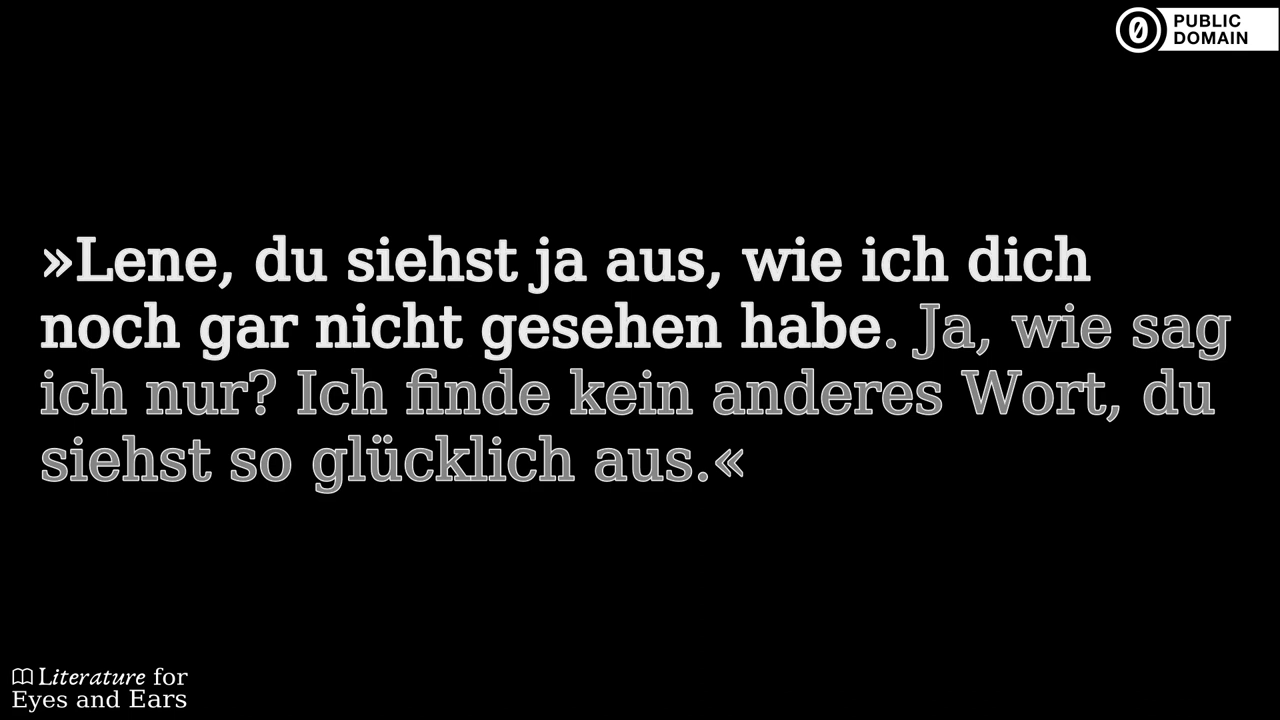 PUBLIC
DOMAIN
»Lene, du siehst ja aus, wie ich dich
noch gar nicht gesehen habe. Ja, wie sag
ich nur? Ich finde kein anderes Wort, du
siehst so glücklich aus.«
Literature for
Eyes and Ears